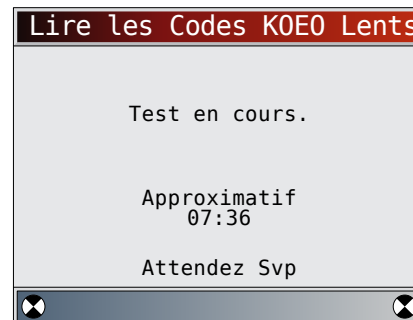 Lire les Codes KOEO Lents
Test en cours.
Approximatif
07:36
Attendez Svp